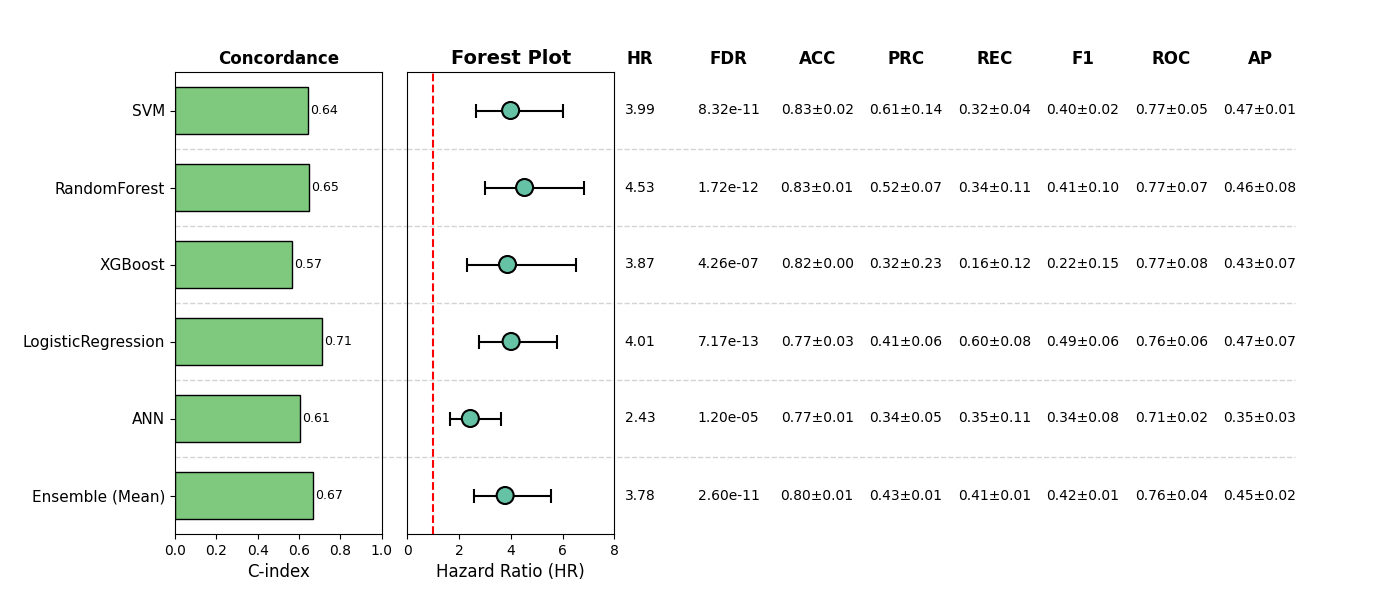 Concordance Forest Plot HR FDR ACC PRC REC F1 ROC AP
SVM 0.64 3.99 8.32e-11 0.83±0.02 0.61±0.14 0.32±0.04 0.40±0.02 0.77±0.05 0.47±0.01
RandomForest 0.65 4.53 1.72e-12 0.83±0.01 0.52±0.07 0.34±0.11 0.41±0.10 0.77±0.07 0.46±0.08
XGBoost 0.57 3.87 4.26e-07 0.82±0.00 0.32±0.23 0.16±0.12 0.22±0.15 0.77±0.08 0.43±0.07
LogisticRegression 0.71 4.01 7.17e-13 0.77±0.03 0.41±0.06 0.60±0.08 0.49±0.06 0.76±0.06 0.47±0.07
ANN 0.61 2.43 1.20e-05 0.77±0.01 0.34±0.05 0.35±0.11 0.34±0.08 0.71±0.02 0.35±0.03
Ensemble (Mean) 0.67 3.78 2.60e-11 0.80±0.01 0.43±0.01 0.41±0.01 0.42±0.01 0.76±0.04 0.45±0.02
0.0 0.2 0.4 0.6 0.8 1.0 0 2 4 6 8
C-index Hazard Ratio (HR)